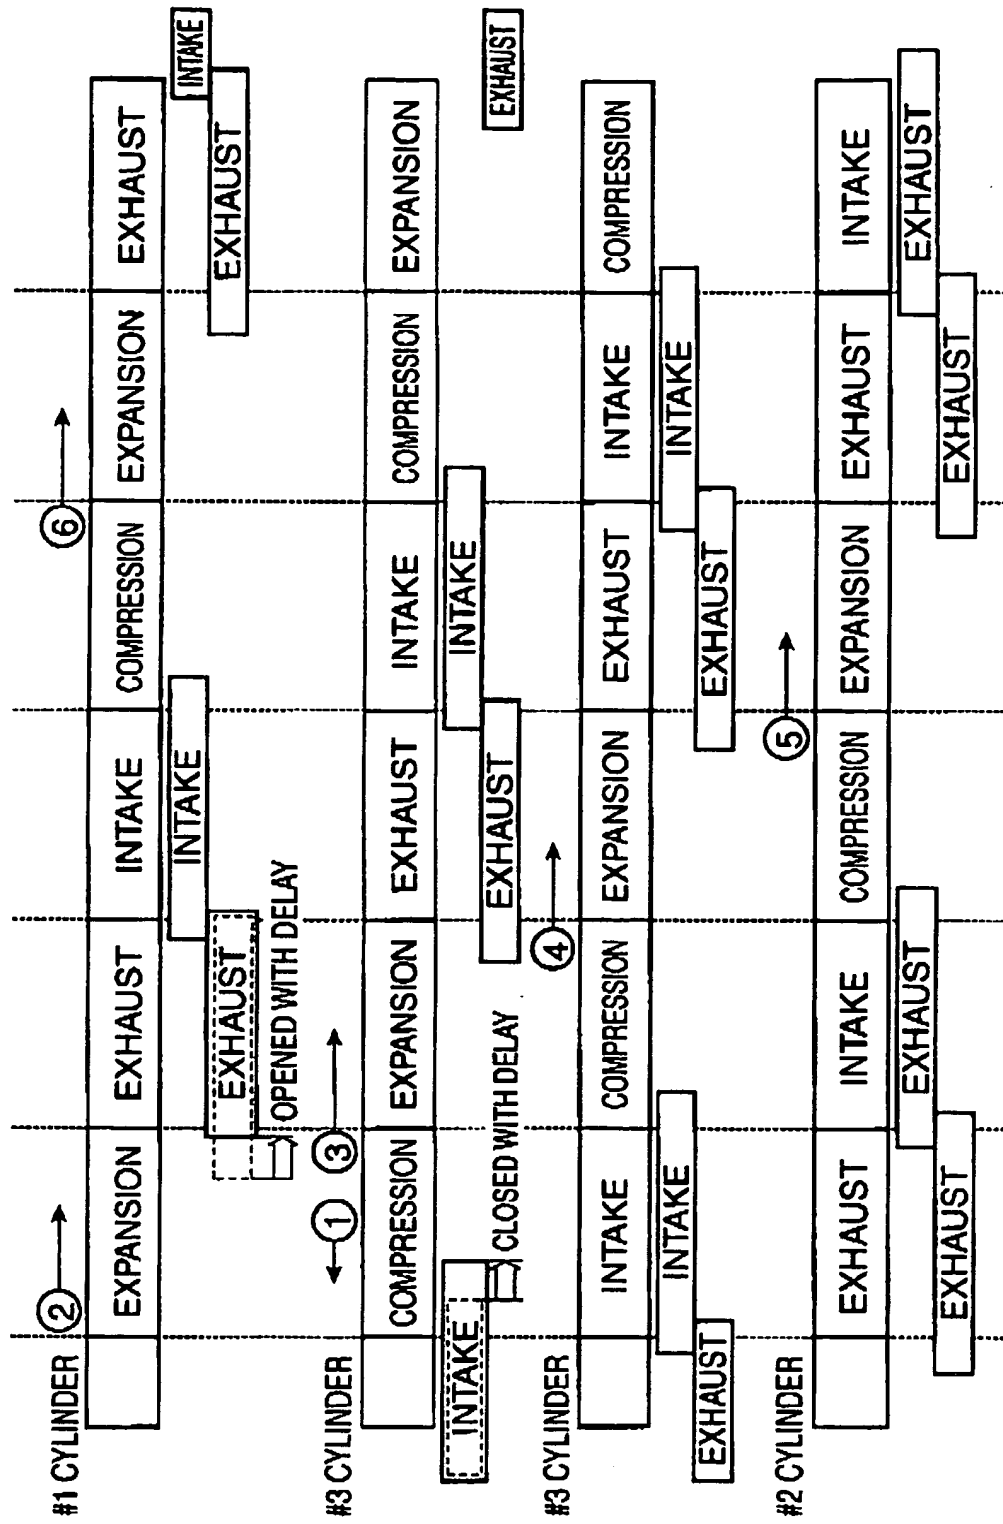 #1 CYLINDER
② ⑥
EXPANSION EXHAUST INTAKE COMPRESSION EXPANSION EXHAUST
INTAKE INTAKE
EXHAUST EXHAUST
OPENED WITH DELAY
#3 CYLINDER
① ③
COMPRESSION EXPANSION EXHAUST INTAKE COMPRESSION EXPANSION
INTAKE INTAKE
EXHAUST EXHAUST
CLOSED WITH DELAY
#3 CYLINDER
④
INTAKE COMPRESSION EXPANSION EXHAUST INTAKE COMPRESSION
INTAKE INTAKE
EXHAUST EXHAUST
#2 CYLINDER
⑤
EXHAUST INTAKE COMPRESSION EXPANSION EXHAUST INTAKE
EXHAUST EXHAUST
EXHAUST EXHAUST